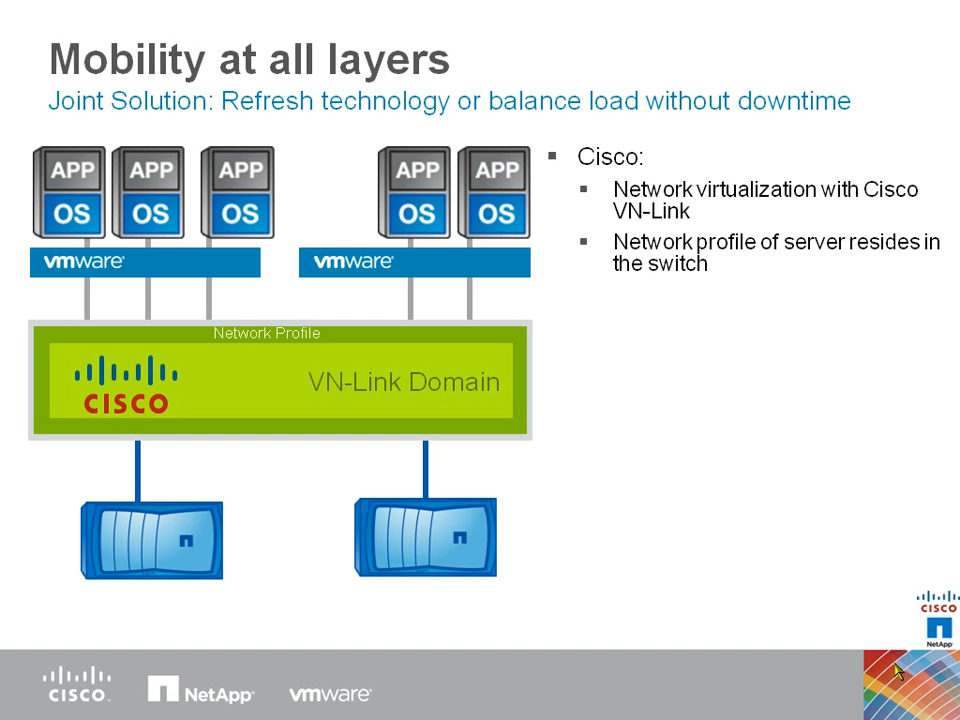 Mobility at all layers
Joint Solution: Refresh technology or balance load without downtime
APP APP APP APP APP
OS OS OS OS OS
vmware vmware
Cisco:
Network virtualization with Cisco
VN-Link
Network profile of server resides in
the switch
Network Profile
CISCO VN-Link Domain
CISCO
NetApp
CISCO NetApp vmware